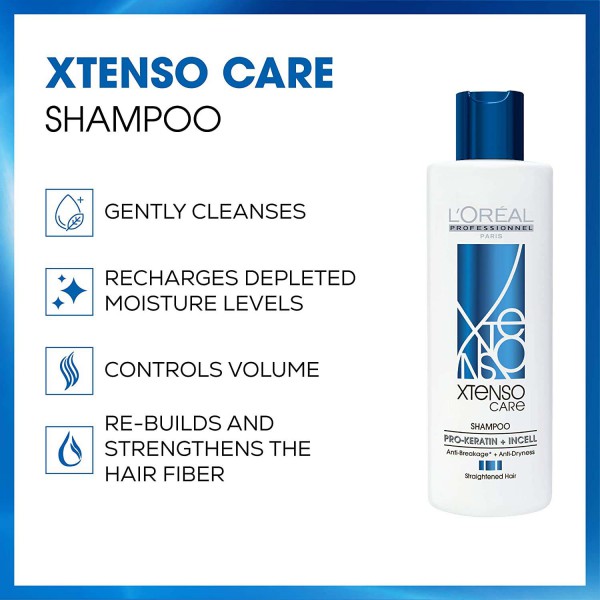 XTENSO CARE
SHAMPOO
GENTLY CLEANSES
RECHARGES DEPLETED
MOISTURE LEVELS
CONTROLS VOLUME
RE-BUILDS AND
STRENGTHENS THE
HAIR FIBER
L'ORÉAL
PROFESSIONNEL
PARIS
XTENSO
XTENSO
CARE
SHAMPOO
PRO-KERATIN + INCELL
Anti-Breakage* + Anti-Dryness
Straightened Hair